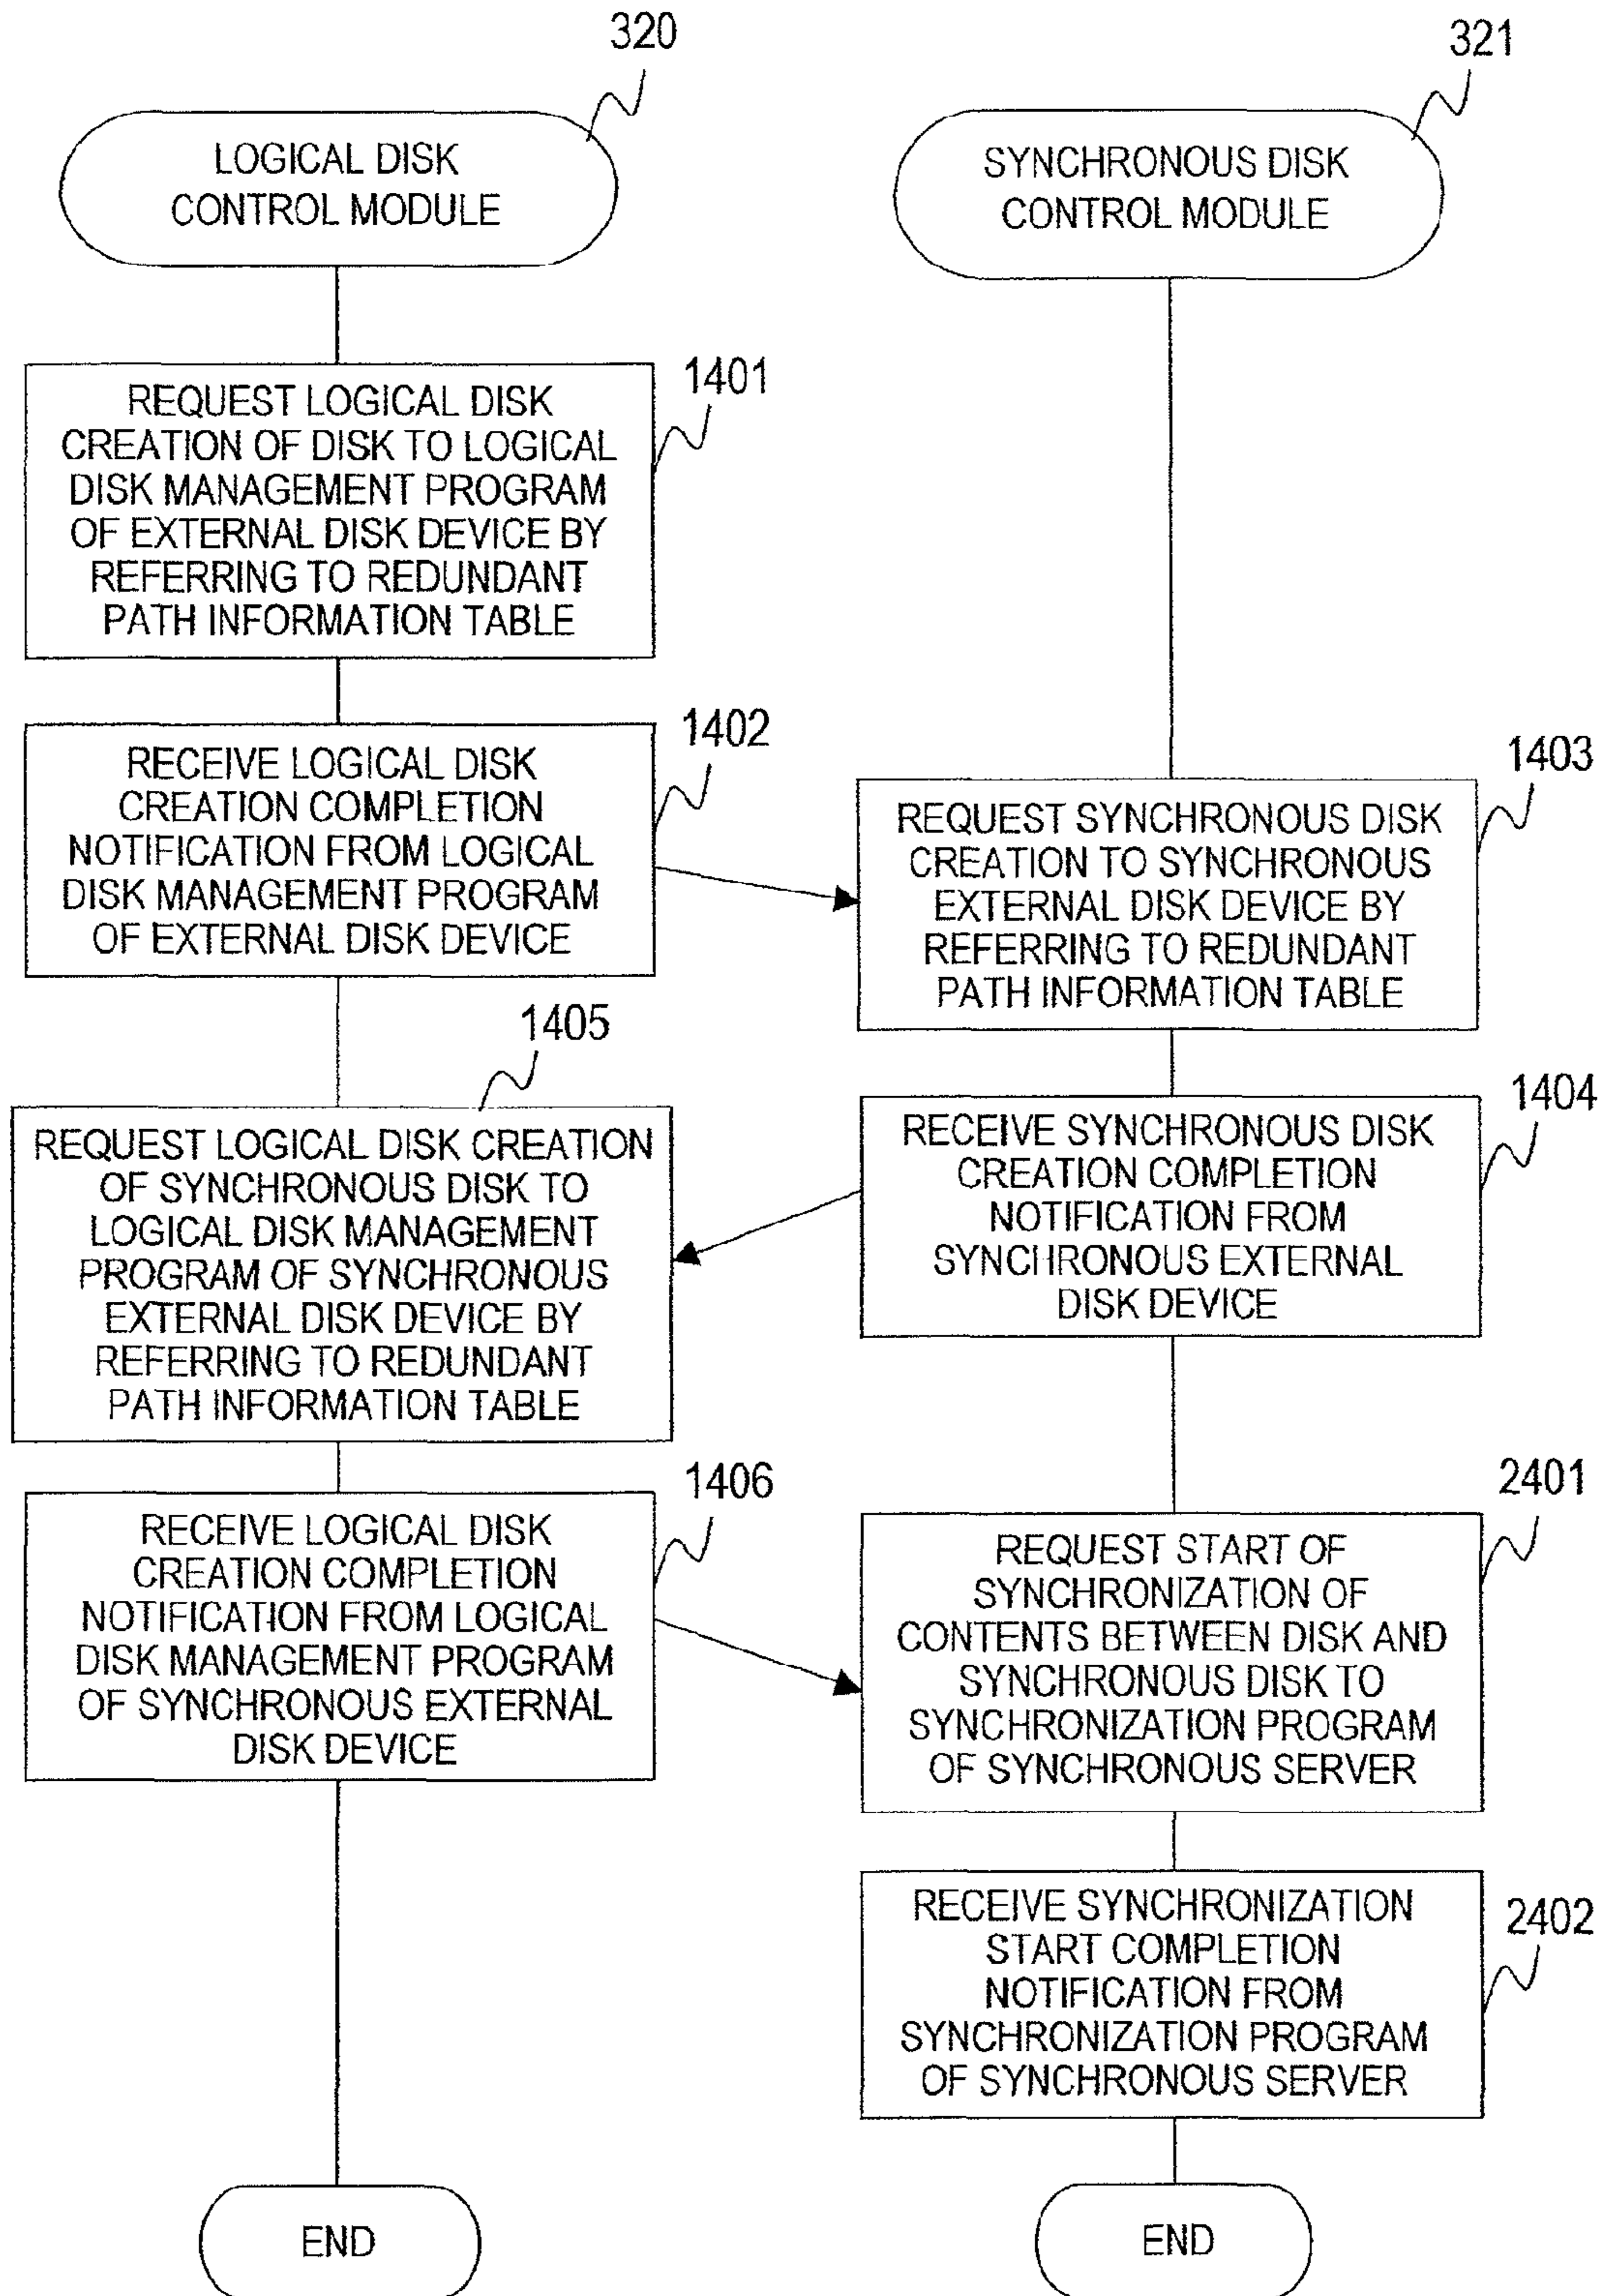 320
LOGICAL DISK
CONTROL MODULE
321
SYNCHRONOUS DISK
CONTROL MODULE
1401
REQUEST LOGICAL DISK
CREATION OF DISK TO LOGICAL
DISK MANAGEMENT PROGRAM
OF EXTERNAL DISK DEVICE BY
REFERRING TO REDUNDANT
PATH INFORMATION TABLE
1402
RECEIVE LOGICAL DISK
CREATION COMPLETION
NOTIFICATION FROM LOGICAL
DISK MANAGEMENT PROGRAM
OF EXTERNAL DISK DEVICE
1403
REQUEST SYNCHRONOUS DISK
CREATION TO SYNCHRONOUS
EXTERNAL DISK DEVICE BY
REFERRING TO REDUNDANT
PATH INFORMATION TABLE
1404
RECEIVE SYNCHRONOUS DISK
CREATION COMPLETION
NOTIFICATION FROM
SYNCHRONOUS EXTERNAL
DISK DEVICE
1405
REQUEST LOGICAL DISK CREATION
OF SYNCHRONOUS DISK TO
LOGICAL DISK MANAGEMENT
PROGRAM OF SYNCHRONOUS
EXTERNAL DISK DEVICE BY
REFERRING TO REDUNDANT
PATH INFORMATION TABLE
1406
RECEIVE LOGICAL DISK
CREATION COMPLETION
NOTIFICATION FROM LOGICAL
DISK MANAGEMENT PROGRAM
OF SYNCHRONOUS EXTERNAL
DISK DEVICE
2401
REQUEST START OF
SYNCHRONIZATION OF
CONTENTS BETWEEN DISK AND
SYNCHRONOUS DISK TO
SYNCHRONIZATION PROGRAM
OF SYNCHRONOUS SERVER
2402
RECEIVE SYNCHRONIZATION
START COMPLETION
NOTIFICATION FROM
SYNCHRONIZATION PROGRAM
OF SYNCHRONOUS SERVER
END
END